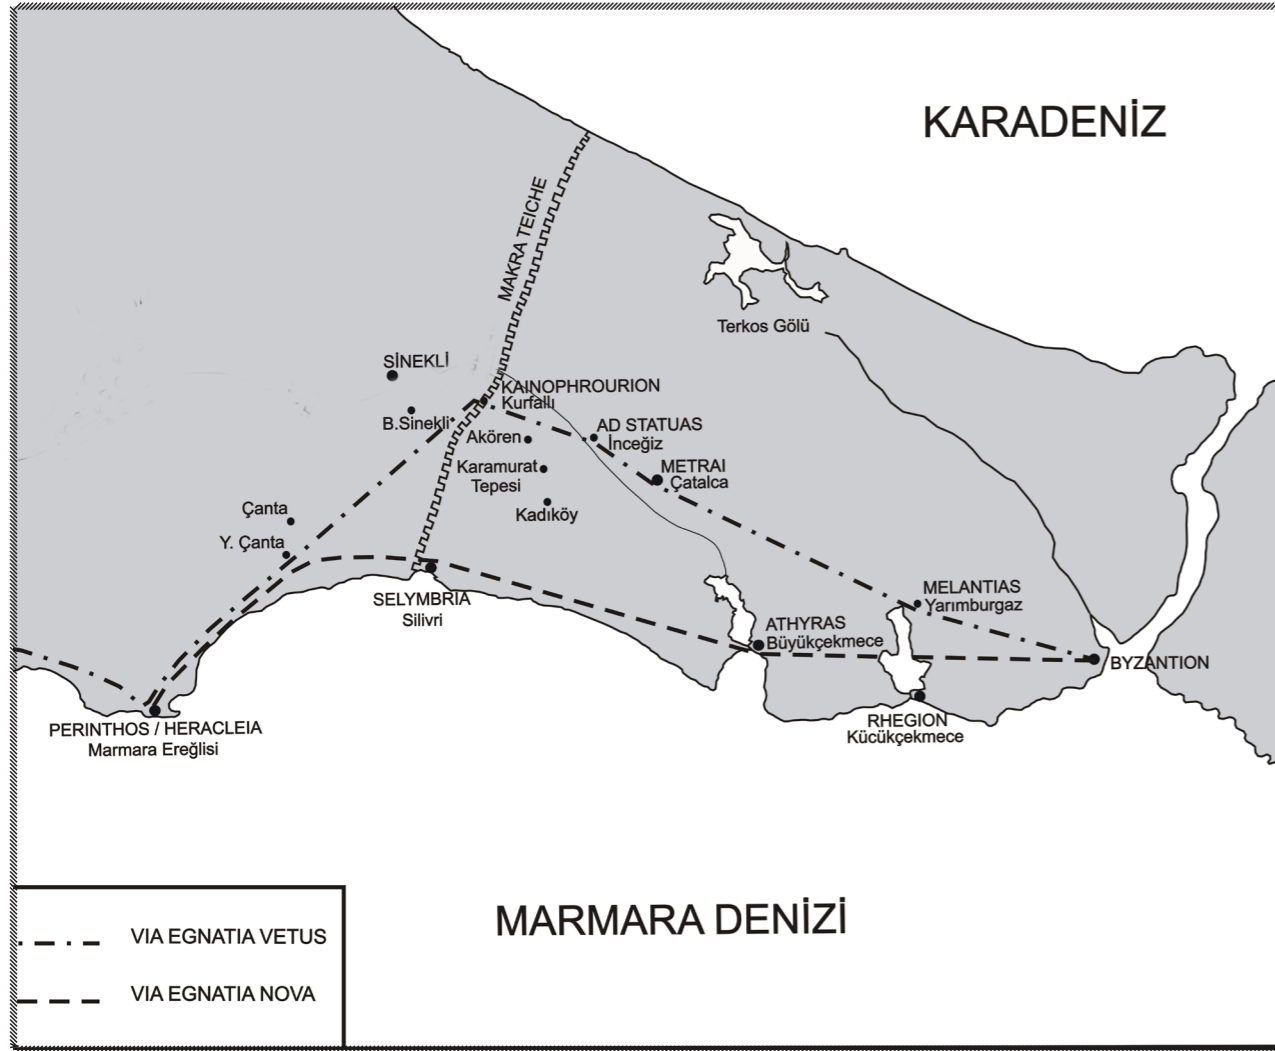 KARADENİZ
MAKRA TEICHE
Terkos Gölü
SİNEKLİ
B.Sinekli
KAINOPHROURION
Kurfallı
AD STATUAS
İnceğiz
Akören
METRAI
Çatalca
Karamurat
Tepesi
Kadıköy
Çanta
Y. Çanta
SELYMBRIA
Silivri
MELANTIAS
Yarımburgaz
ATHYRAS
Büyükçekmece
BYZANTION
RHEGION
Kücükçekmece
PERINTHOS / HERACLEIA
Marmara Ereğlisi
MARMARA DENİZİ
VIA EGNATIA VETUS
VIA EGNATIA NOVA